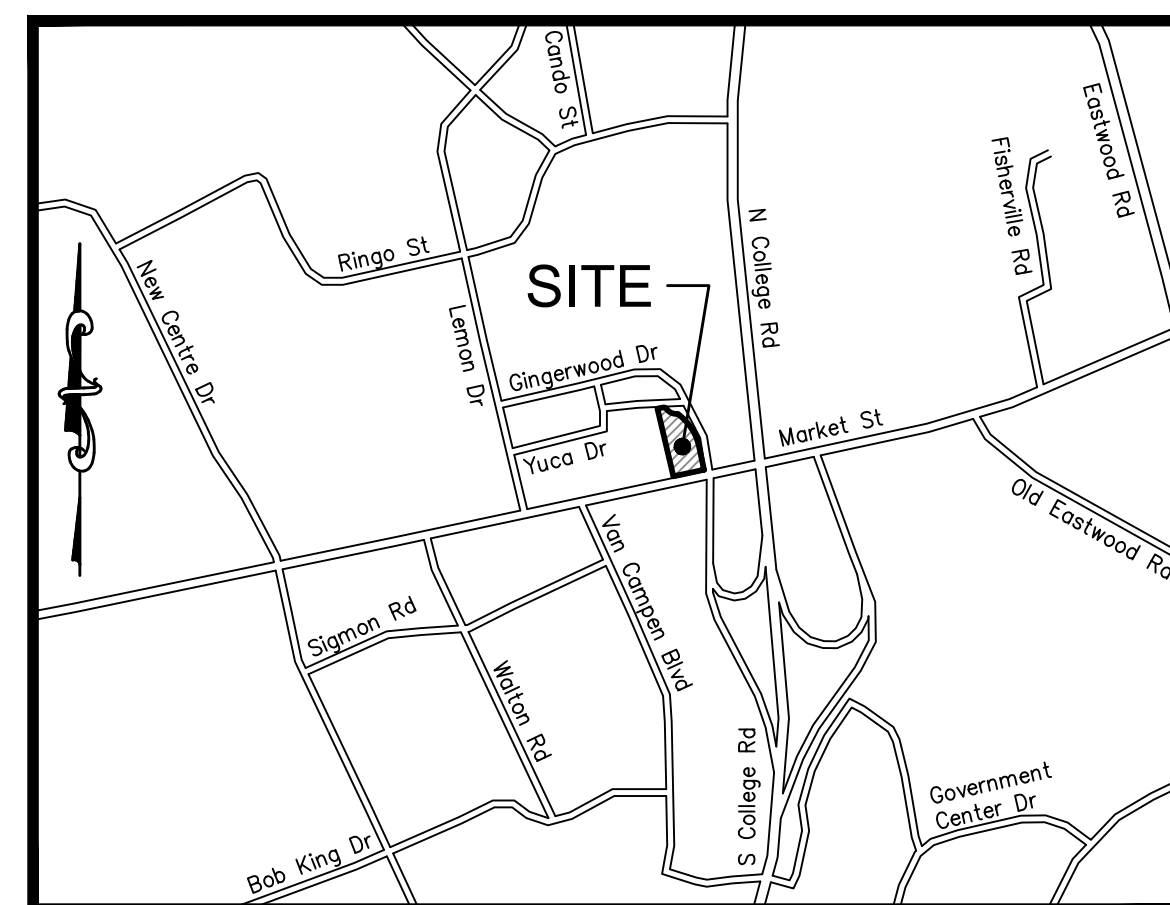 Cando St
Eastwood Rd
Fisherville Rd
N College Rd
Ringo St
New Centre Dr
SITE
Lemon Dr
Gingerwood Dr
Market St
Yuca Dr
Old Eastwood Rd
Van Campen Blvd
Sigmon Rd
Walton Rd
S College Rd
Government
Center Dr
Bob King Dr